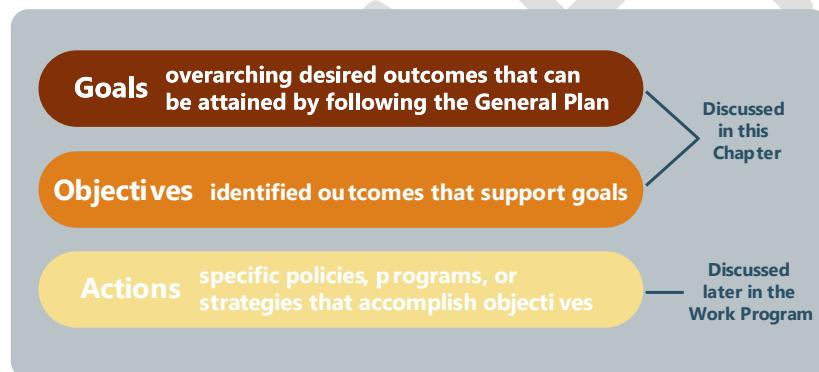 Goals overarching desired outcomes that can
be attained by following the General Plan
Discussed
in this
Chapter
Objectives identified outcomes that support goals
Actions specific policies, programs, or
strategies that accomplish objectives
Discussed
later in the
Work Program